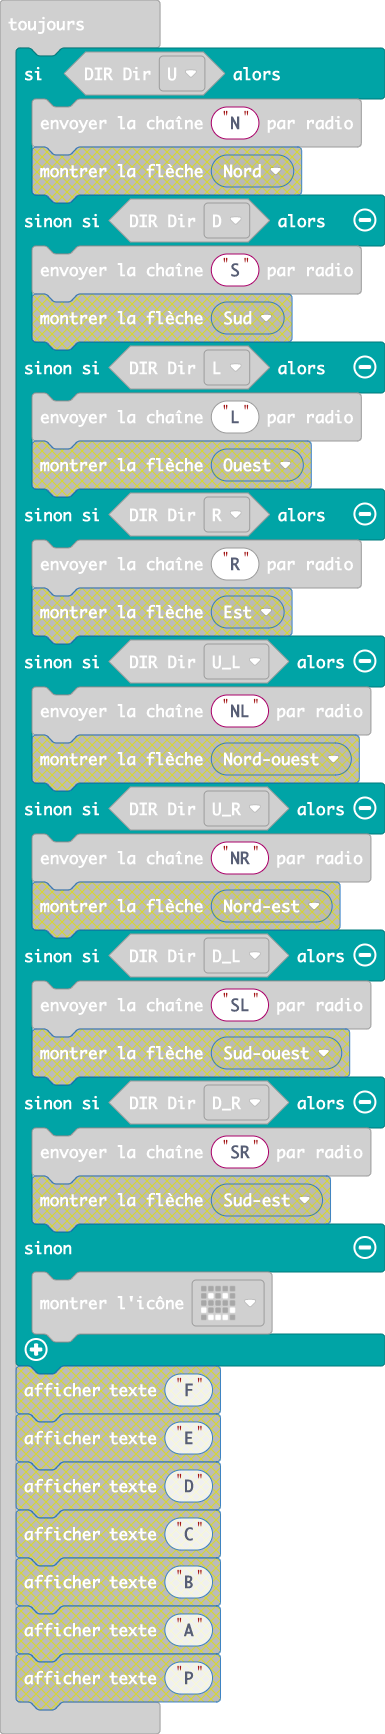 toujours
si DIR Dir U alors
envoyer la chaîne "N" par radio
montrer la flèche Nord
sinon si DIR Dir D alors
envoyer la chaîne "S" par radio
montrer la flèche Sud
sinon si DIR Dir L alors
envoyer la chaîne "L" par radio
montrer la flèche Ouest
sinon si DIR Dir R alors
envoyer la chaîne "R" par radio
montrer la flèche Est
sinon si DIR Dir U_L alors
envoyer la chaîne "NL" par radio
montrer la flèche Nord-ouest
sinon si DIR Dir U_R alors
envoyer la chaîne "NR" par radio
montrer la flèche Nord-est
sinon si DIR Dir D_L alors
envoyer la chaîne "SL" par radio
montrer la flèche Sud-ouest
sinon si DIR Dir D_R alors
envoyer la chaîne "SR" par radio
montrer la flèche Sud-est
sinon
montrer l'icône
afficher texte "F"
afficher texte "E"
afficher texte "D"
afficher texte "C"
afficher texte "B"
afficher texte "A"
afficher texte "P"